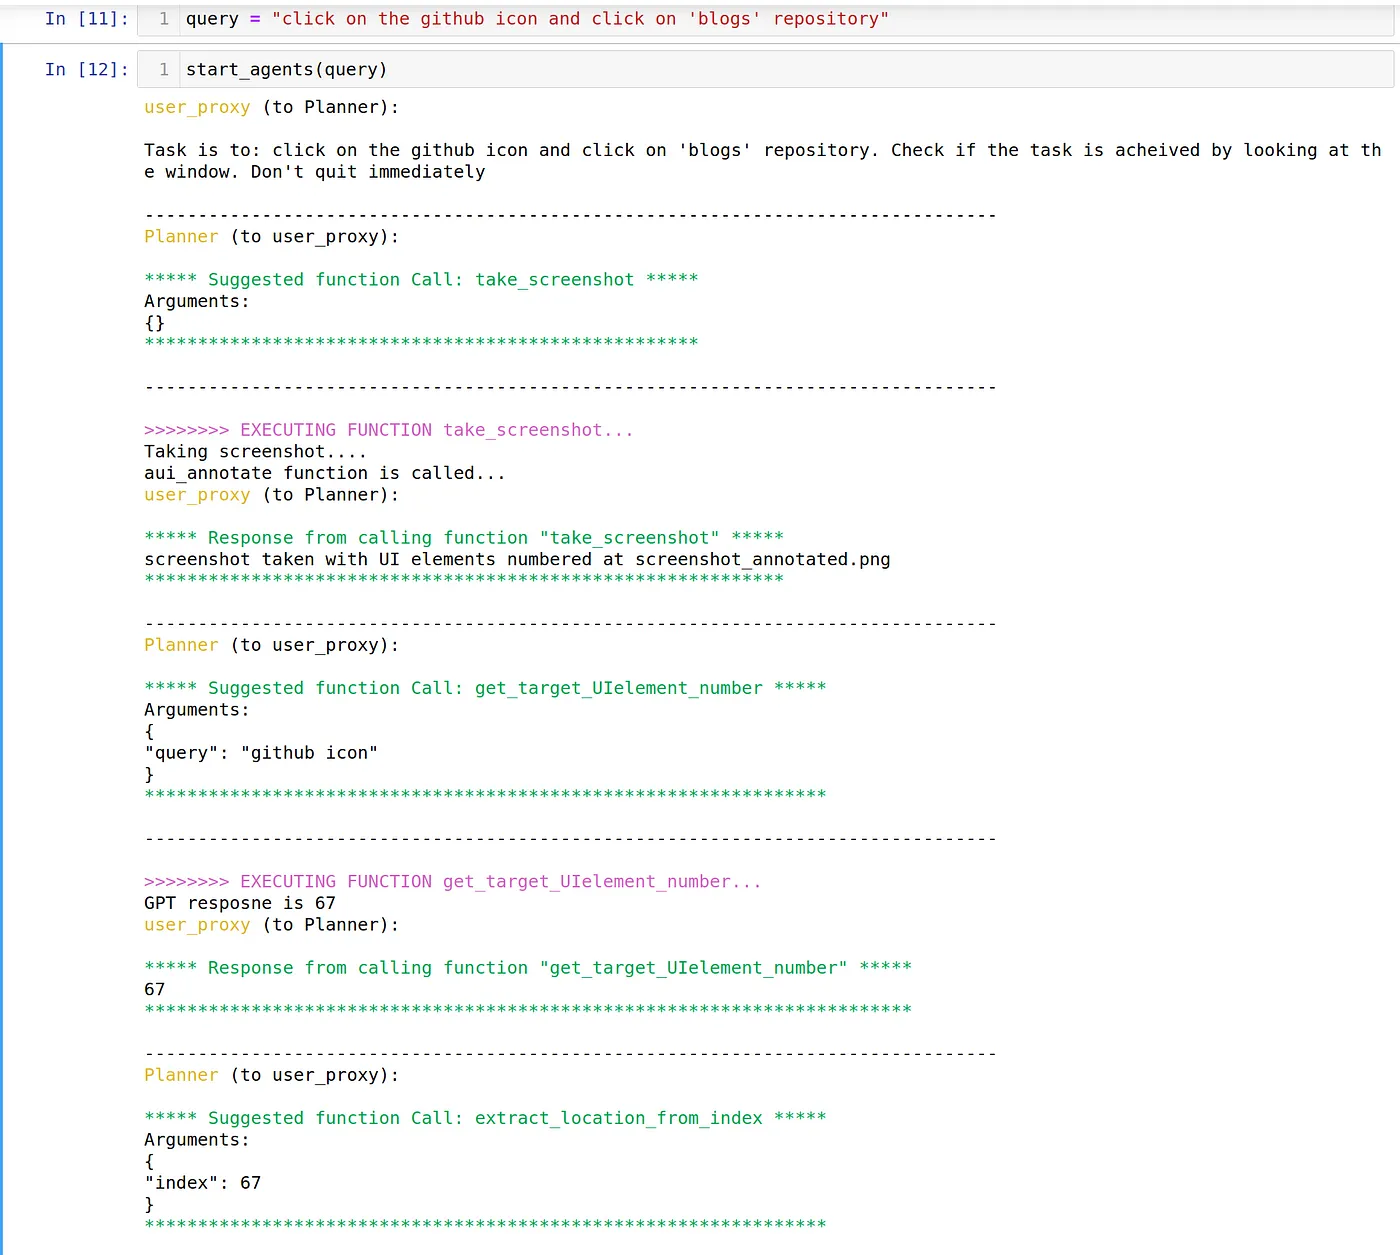 In [11]: 1 query = "click on the github icon and click on 'blogs' repository"
In [12]: 1 start_agents(query)
user_proxy (to Planner):
Task is to: click on the github icon and click on 'blogs' repository. Check if the task is acheived by looking at th
e window. Don't quit immediately
--------------------------------------------------------------------------------
Planner (to user_proxy):
***** Suggested function Call: take_screenshot *****
Arguments:
{}
****************************************************
--------------------------------------------------------------------------------
>>>>>>>> EXECUTING FUNCTION take_screenshot...
Taking screenshot....
aui_annotate function is called...
user_proxy (to Planner):
***** Response from calling function "take_screenshot" *****
screenshot taken with UI elements numbered at screenshot_annotated.png
************************************************************
--------------------------------------------------------------------------------
Planner (to user_proxy):
***** Suggested function Call: get_target_UIelement_number *****
Arguments:
{
"query": "github icon"
}
****************************************************************
--------------------------------------------------------------------------------
>>>>>>>> EXECUTING FUNCTION get_target_UIelement_number...
GPT resposne is 67
user_proxy (to Planner):
***** Response from calling function "get_target_UIelement_number" *****
67
************************************************************************
--------------------------------------------------------------------------------
Planner (to user_proxy):
***** Suggested function Call: extract_location_from_index *****
Arguments:
{
"index": 67
}
****************************************************************